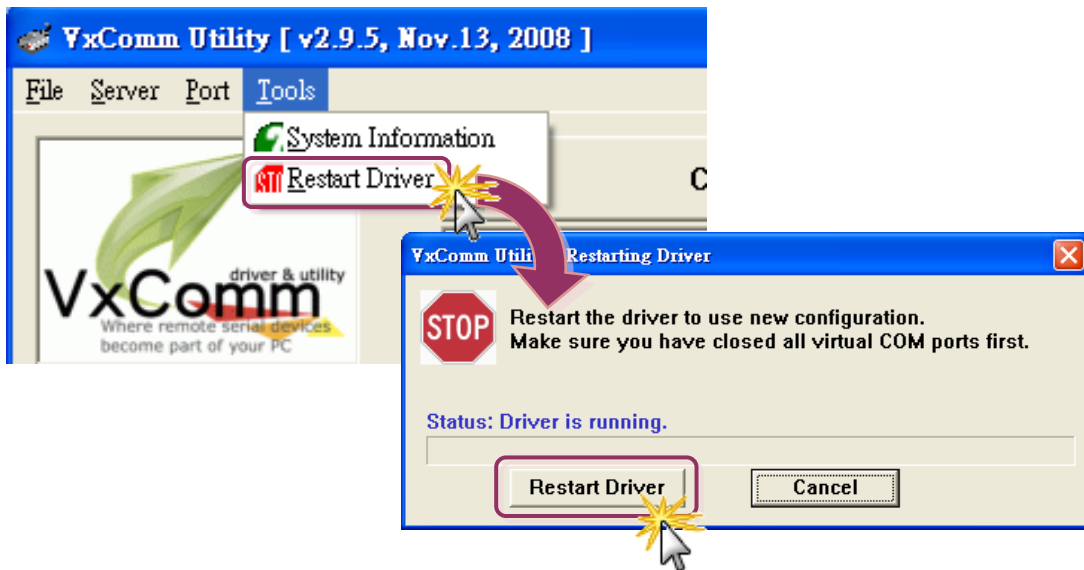 VxComm Utility [ v2.9.5, Nov.13, 2008 ]
File Server Port Tools
System Information
RST Restart Driver
C
VxComm
driver & utility
Where remote serial devices
become part of your PC
VxComm Restarting Driver
STOP
Restart the driver to use new configuration.
Make sure you have closed all virtual COM ports first.
Status: Driver is running.
Restart Driver Cancel